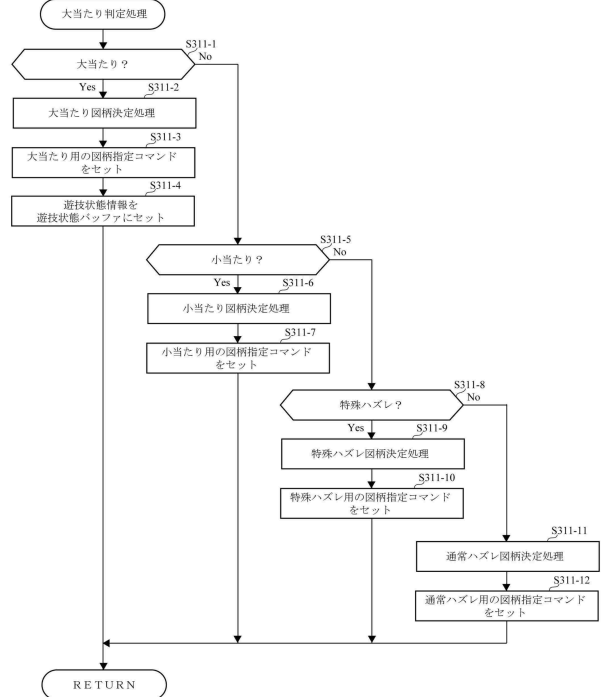 大当たり判定処理
S311-1
大当たり？
No
Yes
S311-2
大当たり図柄決定処理
S311-3
大当たり用の図柄指定コマンド
をセット
S311-4
遊技状態情報を
遊技状態バッファにセット
S311-5
小当たり？
No
Yes
S311-6
小当たり図柄決定処理
S311-7
小当たり用の図柄指定コマンド
をセット
S311-8
特殊ハズレ？
No
Yes
S311-9
特殊ハズレ図柄決定処理
S311-10
特殊ハズレ用の図柄指定コマンド
をセット
S311-11
通常ハズレ図柄決定処理
S311-12
通常ハズレ用の図柄指定コマンド
をセット
ＲＥＴＵＲＮ